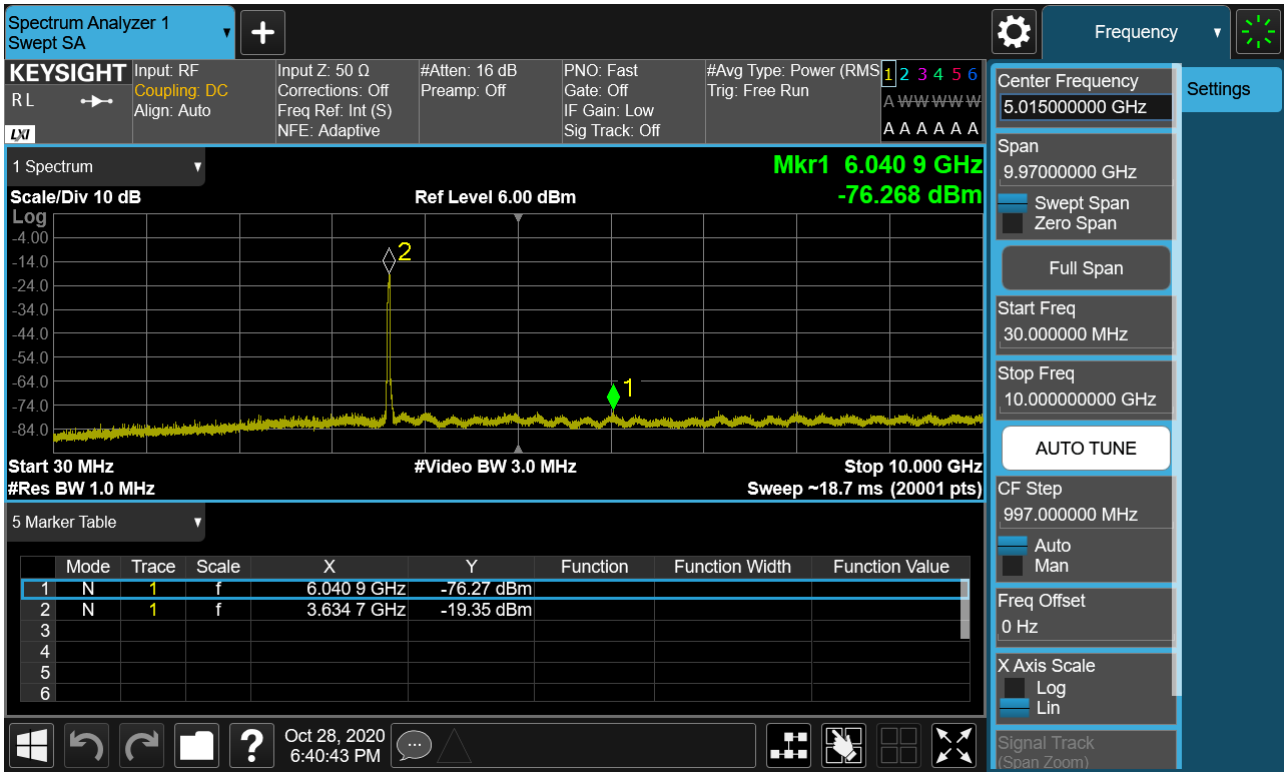 Spectrum Analyzer 1
Swept SA
+
Frequency
KEYSIGHT
R L
LXI
Input: RF
Coupling: DC
Align: Auto
Input Z: 50 Ω
Corrections: Off
Freq Ref: Int (S)
NFE: Adaptive
#Atten: 16 dB
Preamp: Off
PNO: Fast
Gate: Off
IF Gain: Low
Sig Track: Off
#Avg Type: Power (RMS
Trig: Free Run
1 2 3 4 5 6
A W W W W W
A A A A A A
1 Spectrum
Mkr1 6.040 9 GHz
-76.268 dBm
Scale/Div 10 dB
Ref Level 6.00 dBm
Log
-4.00
-14.0
-24.0
-34.0
-44.0
-54.0
-64.0
-74.0
-84.0
2
1
Start 30 MHz
#Video BW 3.0 MHz
Stop 10.000 GHz
#Res BW 1.0 MHz
Sweep ~18.7 ms (20001 pts)
5 Marker Table
Mode Trace Scale X Y Function Function Width Function Value
1 N 1 f 6.040 9 GHz -76.27 dBm
2 N 1 f 3.634 7 GHz -19.35 dBm
3
4
5
6
?
Oct 28, 2020
6:40:43 PM
Center Frequency
5.015000000 GHz
Settings
Span
9.97000000 GHz
Swept Span
Zero Span
Full Span
Start Freq
30.000000 MHz
Stop Freq
10.000000000 GHz
AUTO TUNE
CF Step
997.000000 MHz
Auto
Man
Freq Offset
0 Hz
X Axis Scale
Log
Lin
Signal Track
(Span Zoom)